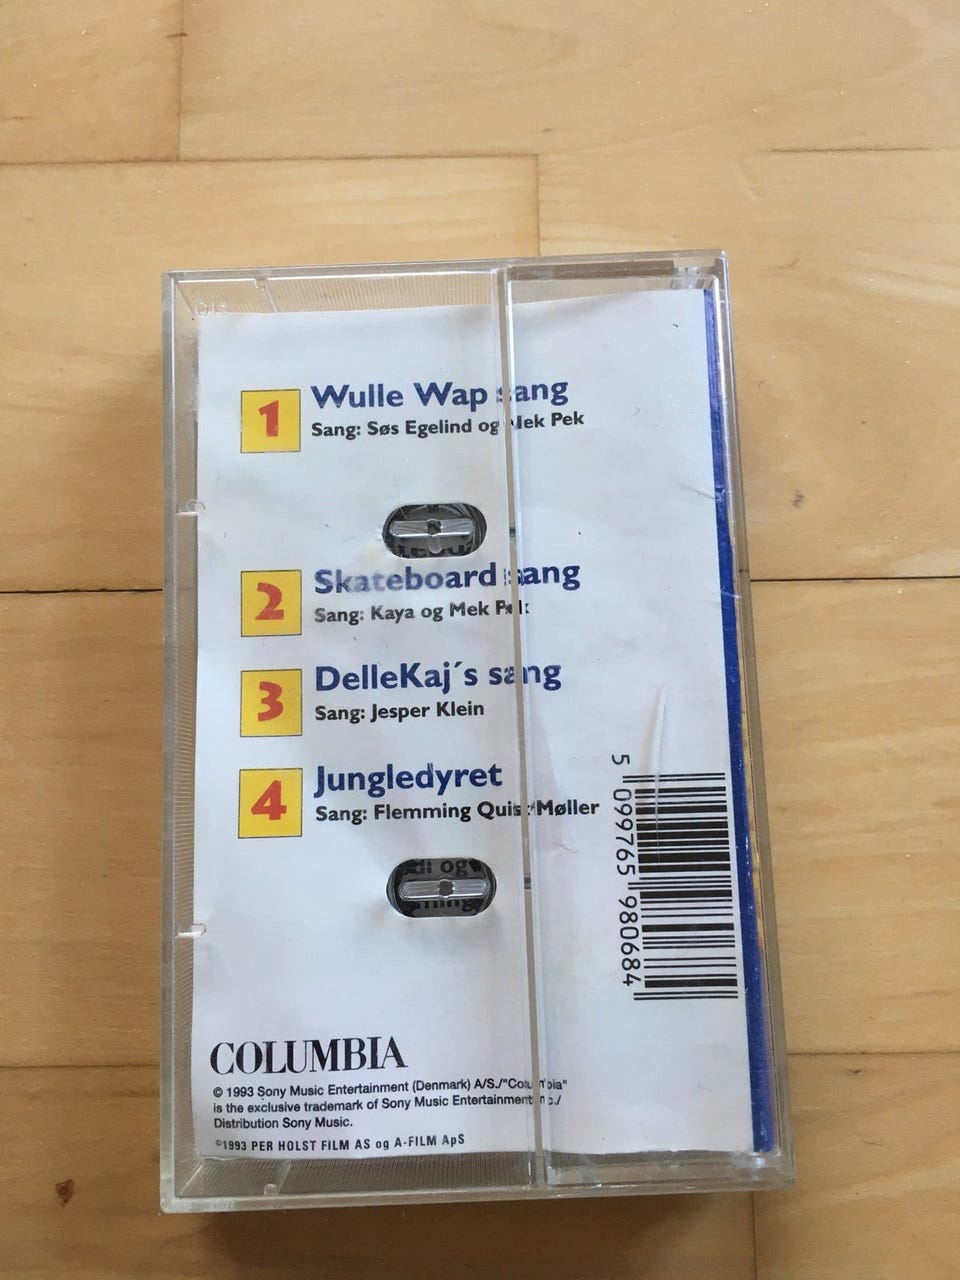 1 Wulle Wap sang
Sang: Søs Egelind og Mek Pek
2 Skateboard sang
Sang: Kaya og Mek Pek
3 DelleKaj´s sang
Sang: Jesper Klein
4 Jungledyret
Sang: Flemming Quist Møller
5 099765 980684
COLUMBIA
© 1993 Sony Music Entertainment (Denmark) A/S./"Columbia"
is the exclusive trademark of Sony Music Entertainment Inc./
Distribution Sony Music.
©1993 PER HOLST FILM AS og A-FILM ApS